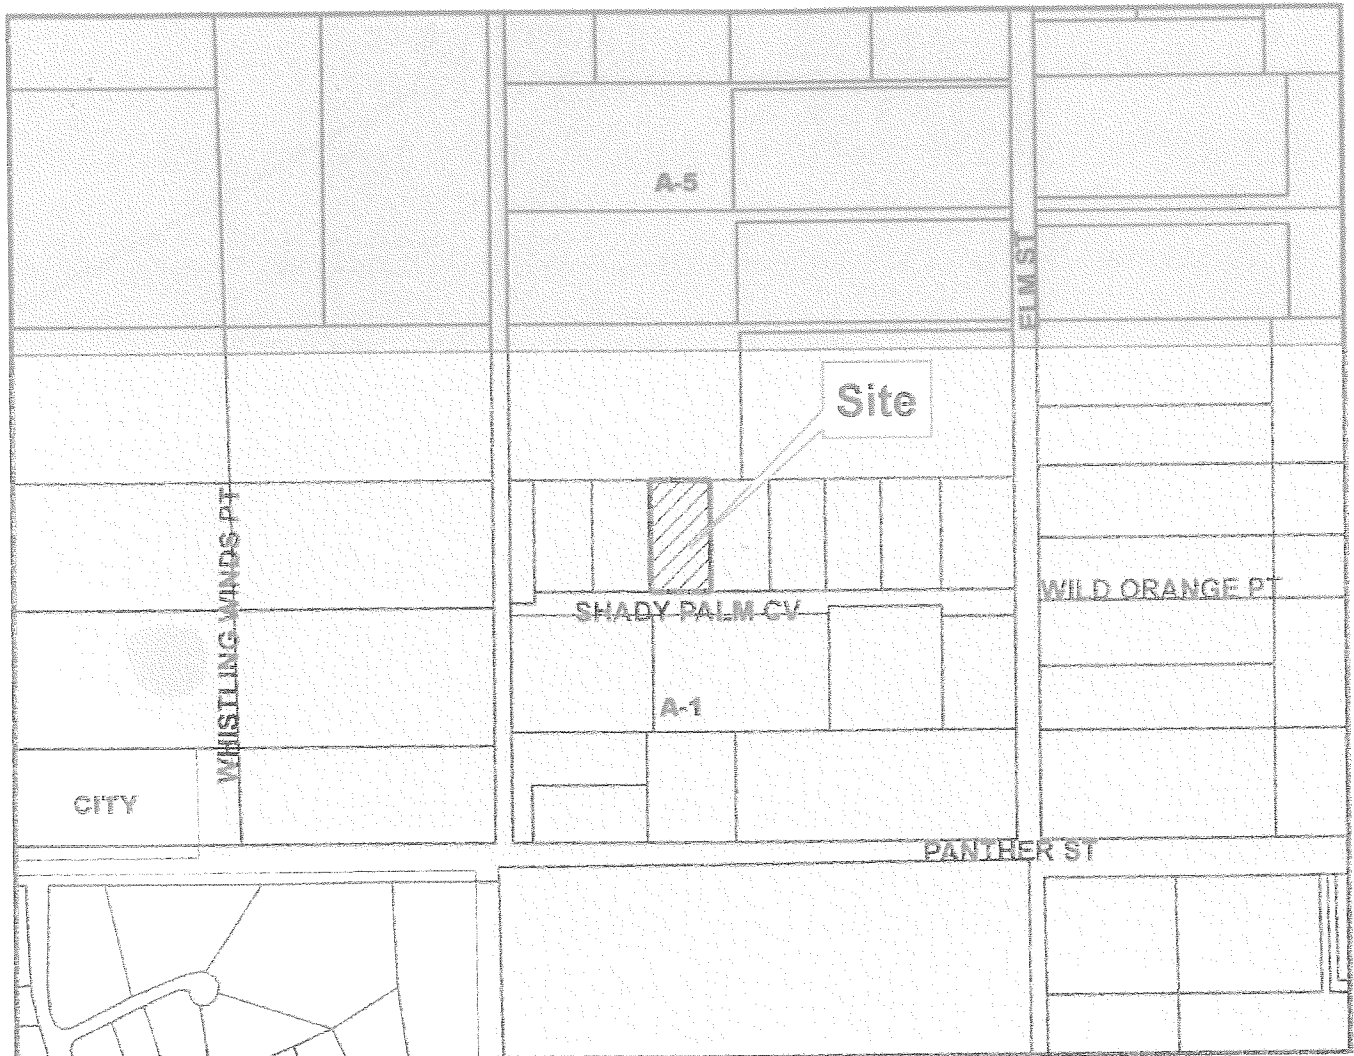 A-5
ELM ST
Site
WHISTLING WINDS PT
SHADY PALM CV
WILD ORANGE PT
A-1
CITY
PANTHER ST